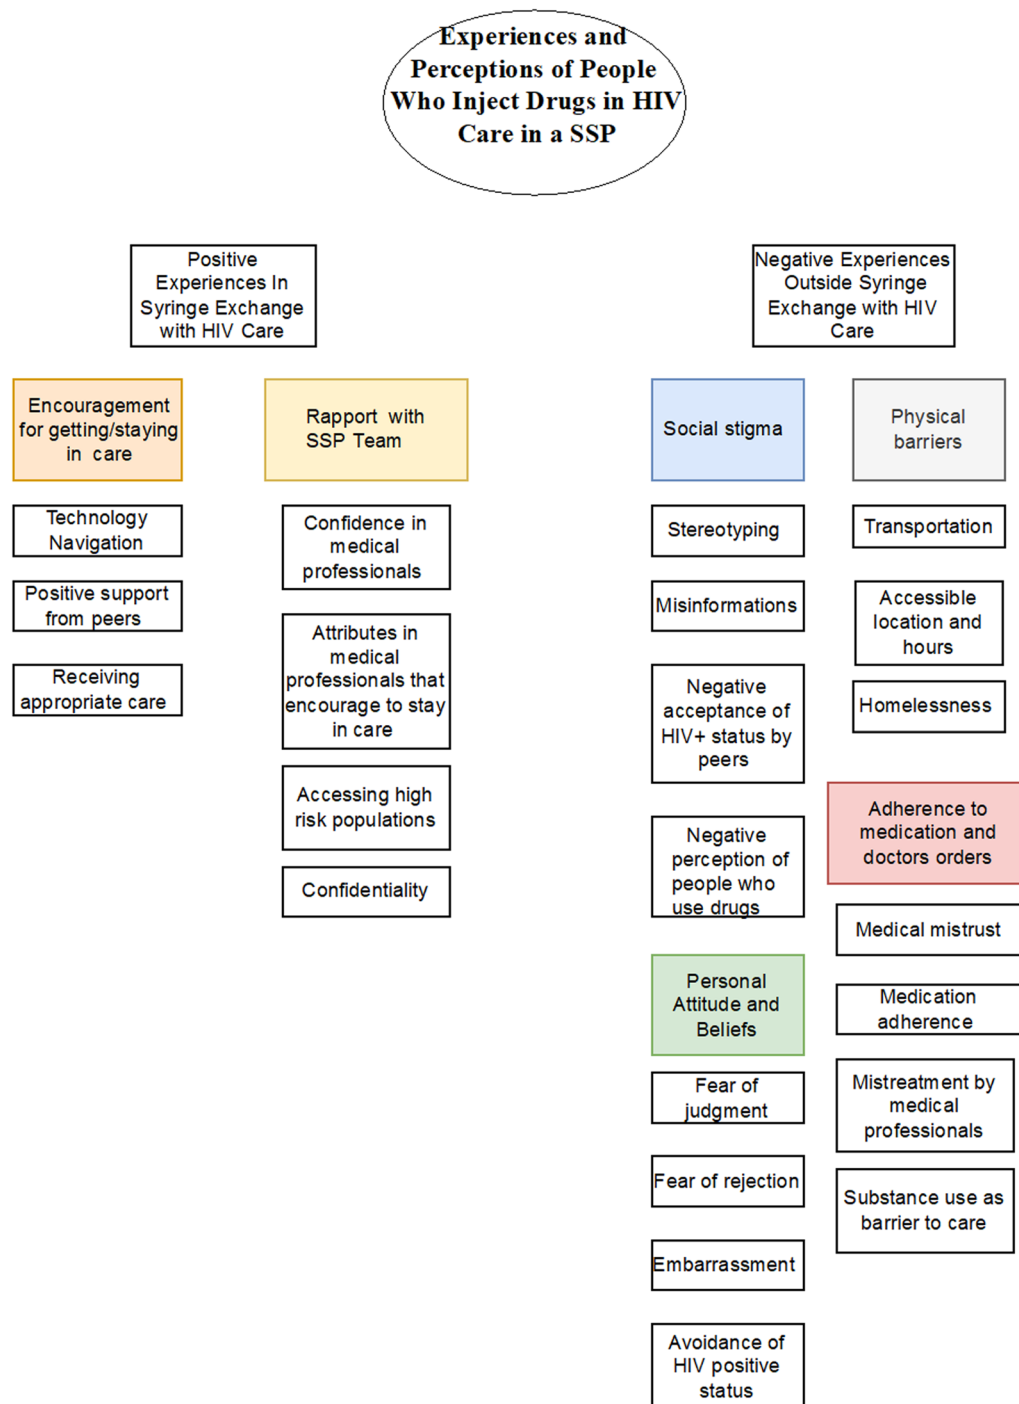 Experiences and
Perceptions of People
Who Inject Drugs in HIV
Care in a SSP
Positive
Experiences In
Syringe Exchange
with HIV Care
Negative Experiences
Outside Syringe
Exchange with HIV
Care
Encouragement
for getting/staying
in care
Technology
Navigation
Positive support
from peers
Receiving
appropriate care
Rapport with
SSP Team
Confidence in
medical
professionals
Attributes in
medical
professionals that
encourage to stay
in care
Accessing high
risk populations
Confidentiality
Social stigma
Stereotyping
Misinformations
Negative
acceptance of
HIV+ status by
peers
Negative
perception of
people who
use drugs
Personal
Attitude and
Beliefs
Fear of
judgment
Fear of rejection
Embarrassment
Avoidance of
HIV positive
status
Physical
barriers
Transportation
Accessible
location and
hours
Homelessness
Adherence to
medication and
doctors orders
Medical mistrust
Medication
adherence
Mistreatment by
medical
professionals
Substance use as
barrier to care